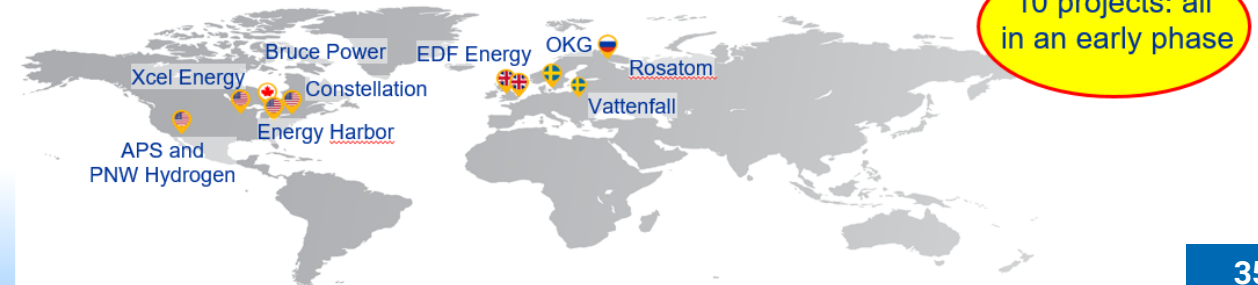 10 projects: all
in an early phase
Bruce Power
EDF Energy
OKG
Rosatom
Xcel Energy
Constellation
Vattenfall
Energy Harbor
APS and
PNW Hydrogen
35